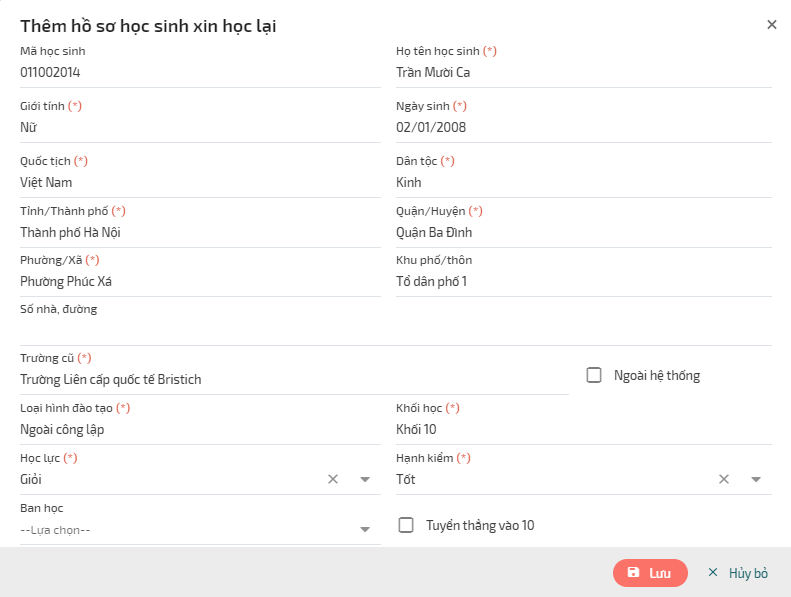 Thêm hồ sơ học sinh xin học lại
Mã học sinh
011002014
Họ tên học sinh (*)
Trần Mười Ca
Giới tính (*)
Nữ
Ngày sinh (*)
02/01/2008
Quốc tịch (*)
Việt Nam
Dân tộc (*)
Kinh
Tỉnh/Thành phố (*)
Thành phố Hà Nội
Quận/Huyện (*)
Quận Ba Đình
Phường/Xã (*)
Phường Phúc Xá
Khu phố/thôn
Tổ dân phố 1
Số nhà, đường
Trường cũ (*)
Trường Liên cấp quốc tế Bristich
Ngoài hệ thống
Loại hình đào tạo (*)
Ngoài công lập
Khối học (*)
Khối 10
Học lực (*)
Giỏi
Hạnh kiểm (*)
Tốt
Ban học
--Lựa chọn--
Tuyển thẳng vào 10
Lưu
Hủy bỏ